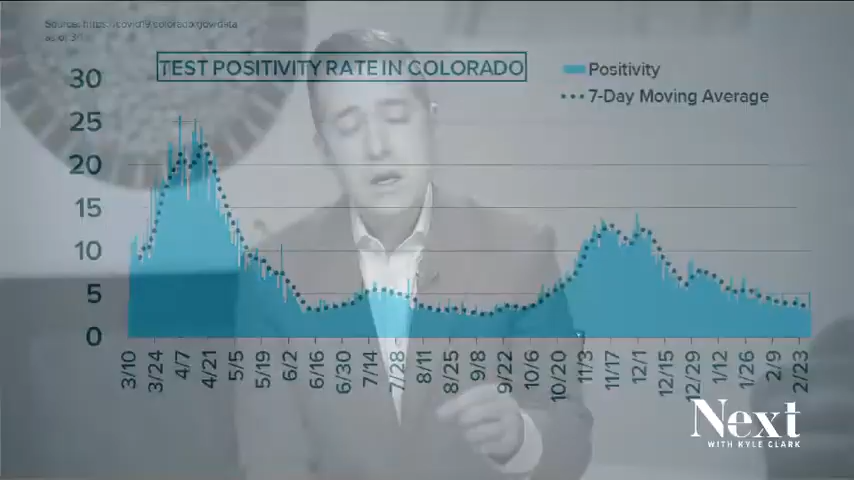 Source: https://covid19.colorado.gov/data
as of
TEST POSITIVITY RATE IN COLORADO
Positivity
7-Day Moving Average
30
25
20
15
10
5
0
3/10 3/24 4/7 4/21 5/5 5/19 6/2 6/16 6/30 7/14 7/28 8/11 8/25 9/8 9/22 10/6 10/20 11/3 11/17 12/1 12/15 12/29 1/12 1/26 2/9 2/23
Next
WITH KYLE CLARK